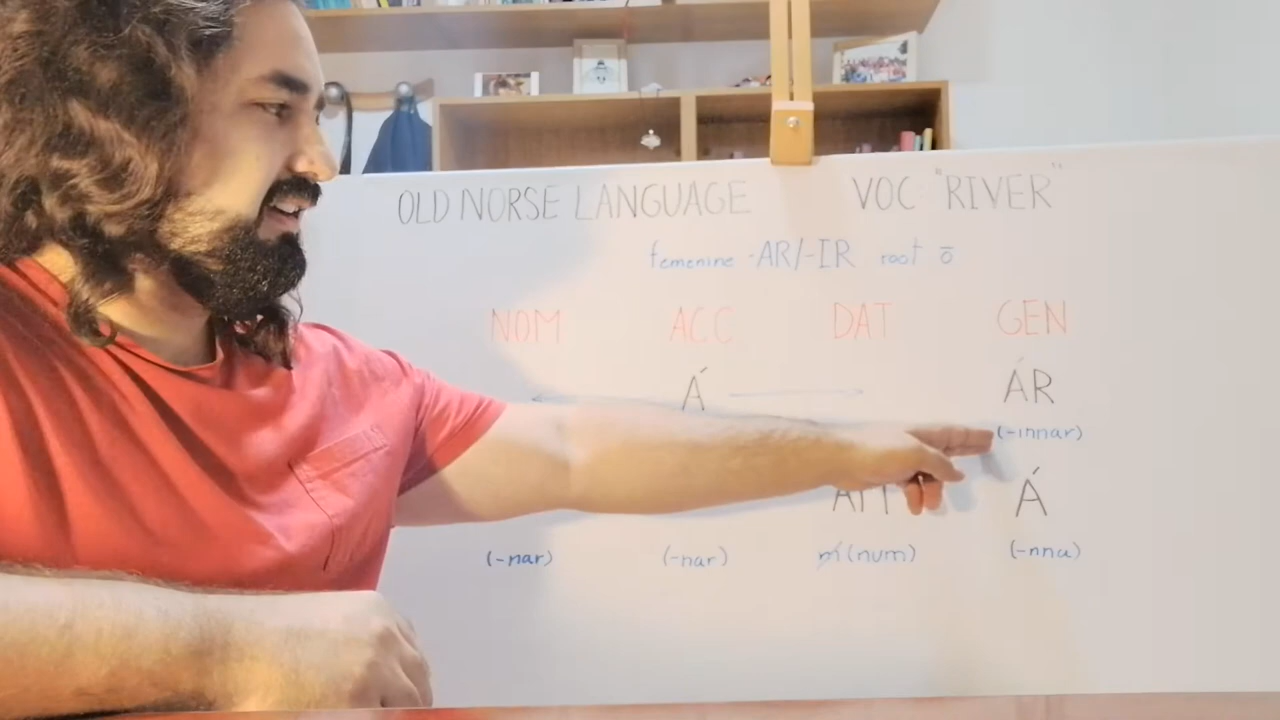 OLD NORSE LANGUAGE VOC "RIVER"
femenine -AR/-IR root ō
NOM ACC DAT GEN
Á ÁR
(-innar)
Á
(-nar) (-nar) (num) (-nna)